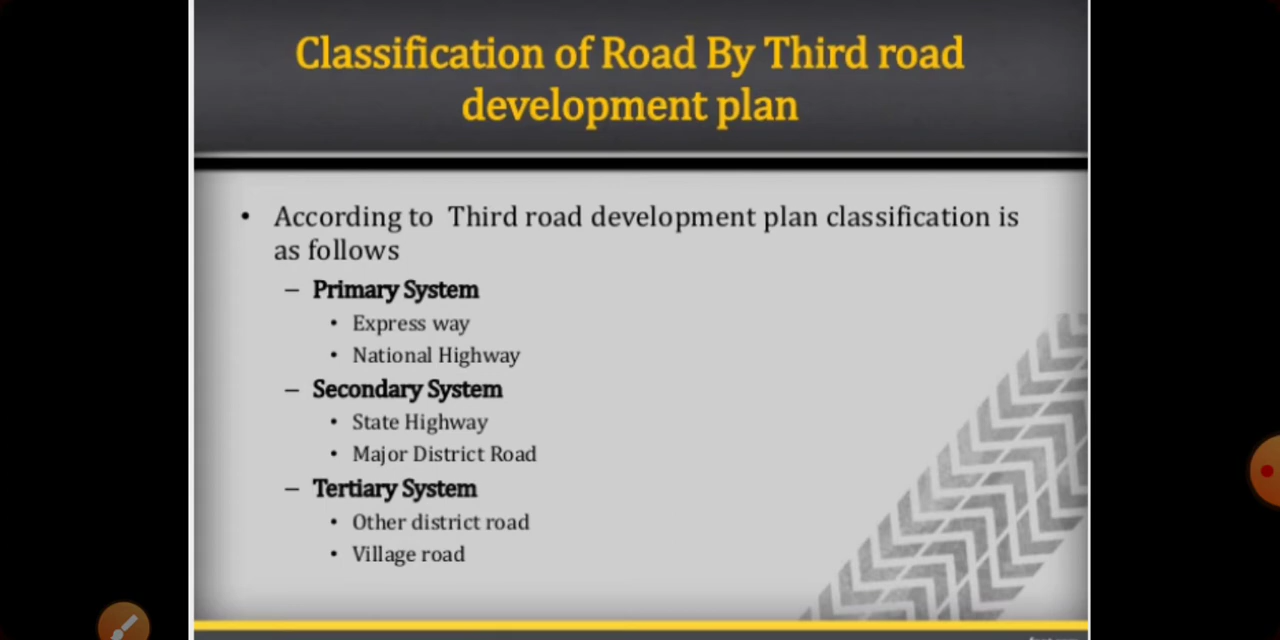 Classification of Road By Third road
development plan
• According to Third road development plan classification is
as follows
– Primary System
• Express way
• National Highway
– Secondary System
• State Highway
• Major District Road
– Tertiary System
• Other district road
• Village road